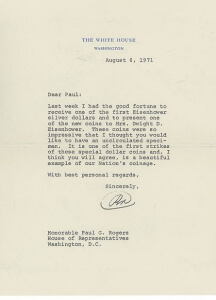 THE WHITE HOUSE
WASHINGTON
August 6, 1971
Dear Paul:
Last week I had the good fortune to
receive one of the first Eisenhower
silver dollars and to present one
of the new coins to Mrs. Dwight D.
Eisenhower. These coins were so
impressive that I thought you would
like to have an uncirculated speci-
men. It is one of the first strikes
of these special dollar coins and, I
think you will agree, is a beautiful
example of our Nation's coinage.
With best personal regards,
Sincerely,
Honorable Paul G. Rogers
House of Representatives
Washington, D.C.